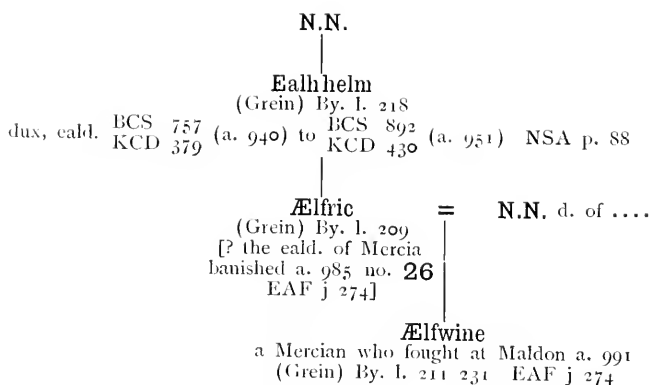 N.N.
Ealhhelm
(Grein) By. l. 218
dux, eald. BCS 757 KCD 379 (a. 940) to BCS 892 KCD 430 (a. 951) NSA p. 88
Ælfric = N.N. d. of ....
(Grein) By. l. 209
[? the eald. of Mercia
banished a. 985 no. 26
EAF j 274]
Ælfwine
a Mercian who fought at Maldon a. 991
(Grein) By. l. 211 231 EAF j 274